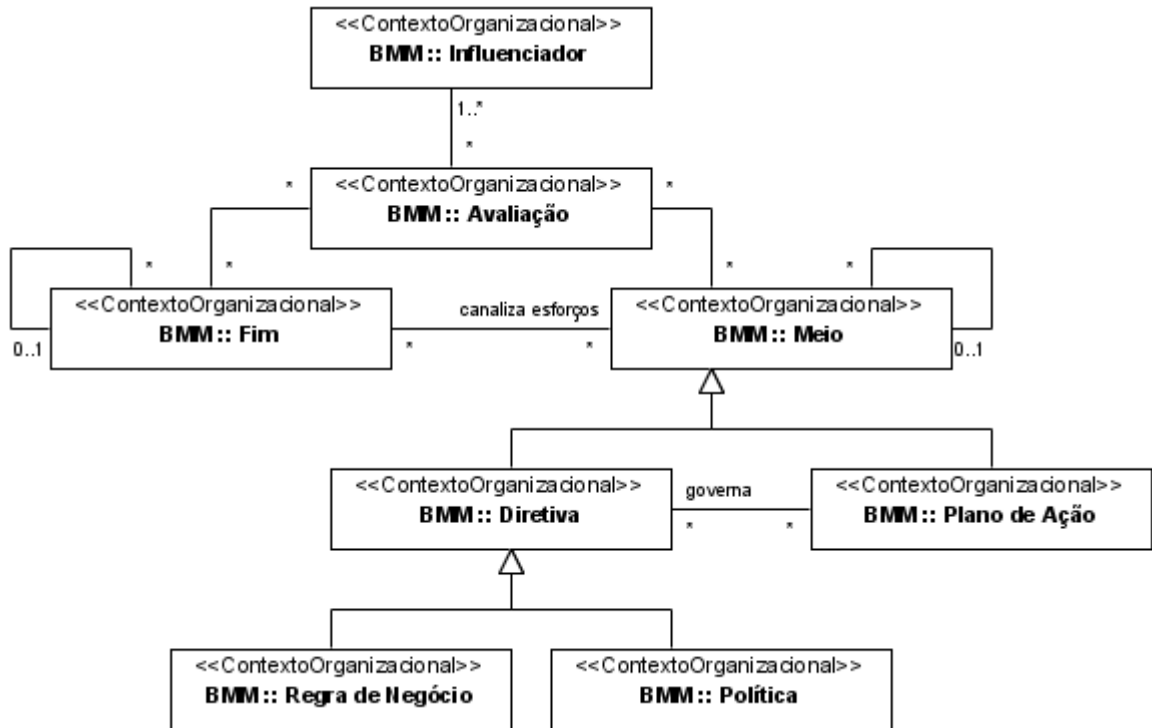 <<ContextoOrganizacional>>
BMM :: Influenciador
1..*
*
* <<ContextoOrganizacional>> *
BMM :: Avaliação
* * * *
<<ContextoOrganizacional>> canaliza esforços <<ContextoOrganizacional>>
BMM :: Fim BMM :: Meio
0..1 * * 0..1
<<ContextoOrganizacional>> governa <<ContextoOrganizacional>>
BMM :: Diretiva * * BMM :: Plano de Ação
<<ContextoOrganizacional>> <<ContextoOrganizacional>>
BMM :: Regra de Negócio BMM :: Política